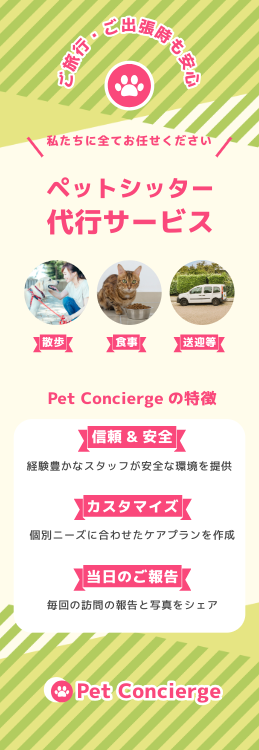 ご旅行・ご出張時も安心
私たちに全てお任せください
ペットシッター
代行サービス
散歩
食事
送迎等
Pet Concierge の特徴
信頼 & 安全
経験豊かなスタッフが安全な環境を提供
カスタマイズ
個別ニーズに合わせたケアプランを作成
当日のご報告
毎回の訪問の報告と写真をシェア
Pet Concierge